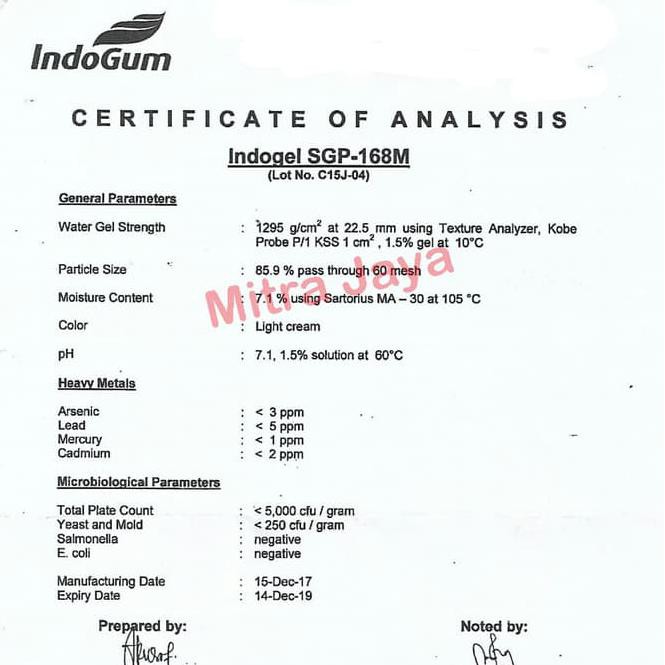 IndoGum
CERTIFICATE OF ANALYSIS
Indogel SGP-168M
(Lot No. C15J-04)
General Parameters
Water Gel Strength : 1295 g/cm² at 22.5 mm using Texture Analyzer, Kobe
Probe P/1 KSS 1 cm² , 1.5% gel at 10°C
Particle Size : 85.9 % pass through 60 mesh
Mitra Jaya
Moisture Content : 7.1 % using Sartorius MA – 30 at 105 °C
Color : Light cream
pH : 7.1, 1.5% solution at 60°C
Heavy Metals
Arsenic : < 3 ppm
Lead : < 5 ppm
Mercury : < 1 ppm
Cadmium : < 2 ppm
Microbiological Parameters
Total Plate Count : < 5,000 cfu / gram
Yeast and Mold : < 250 cfu / gram
Salmonella : negative
E. coli : negative
Manufacturing Date : 15-Dec-17
Expiry Date : 14-Dec-19
Prepared by: Noted by: